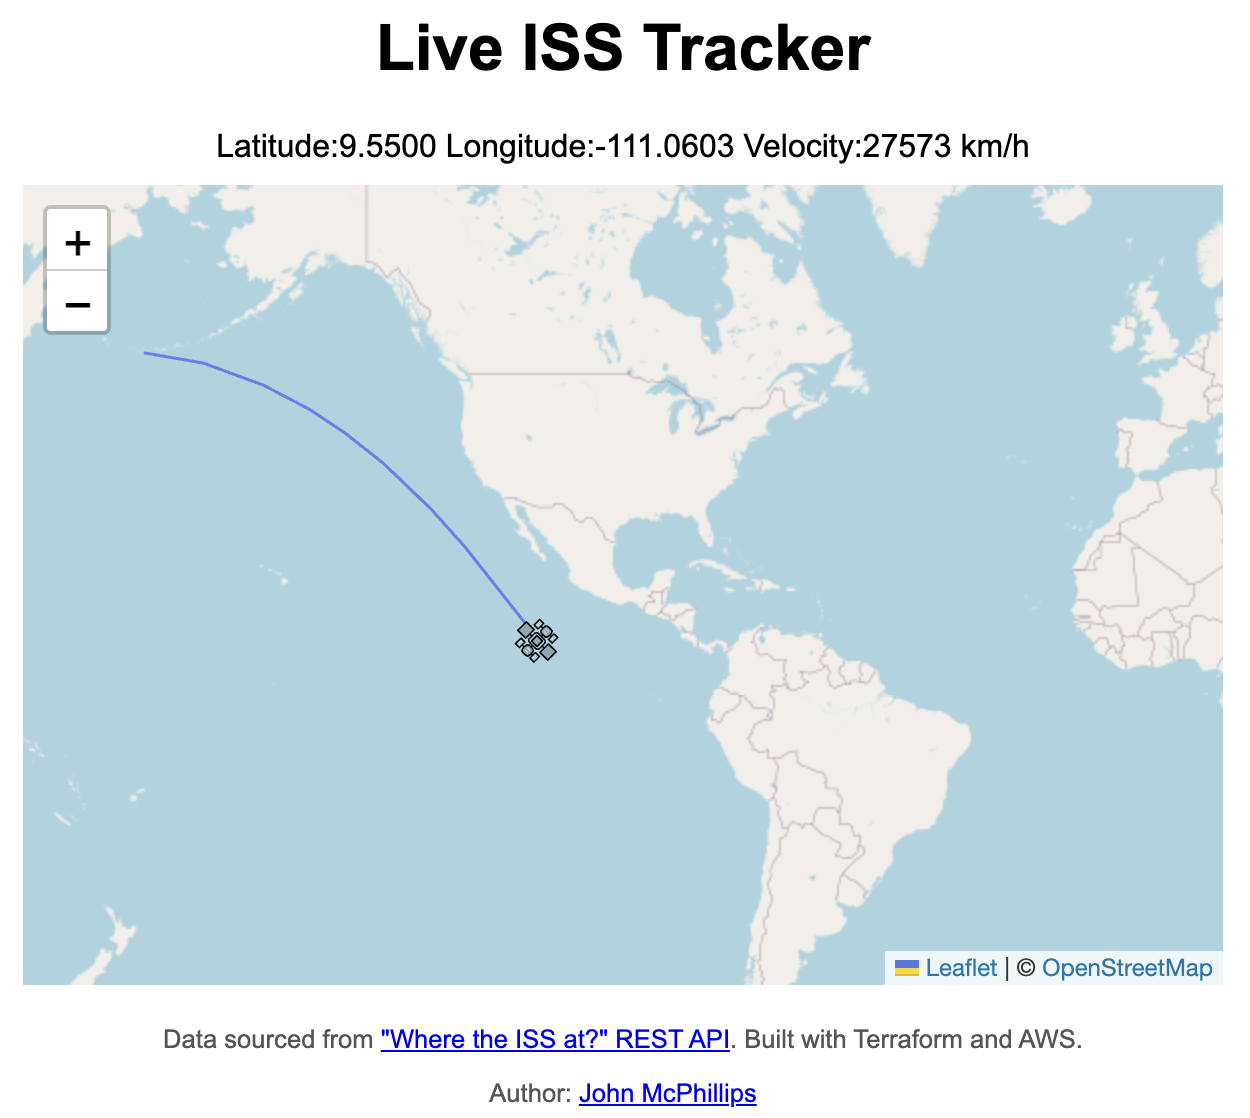 Live ISS Tracker
Latitude:9.5500 Longitude:-111.0603 Velocity:27573 km/h
+
−
Leaflet | © OpenStreetMap
Data sourced from "Where the ISS at?" REST API. Built with Terraform and AWS.
Author: John McPhillips